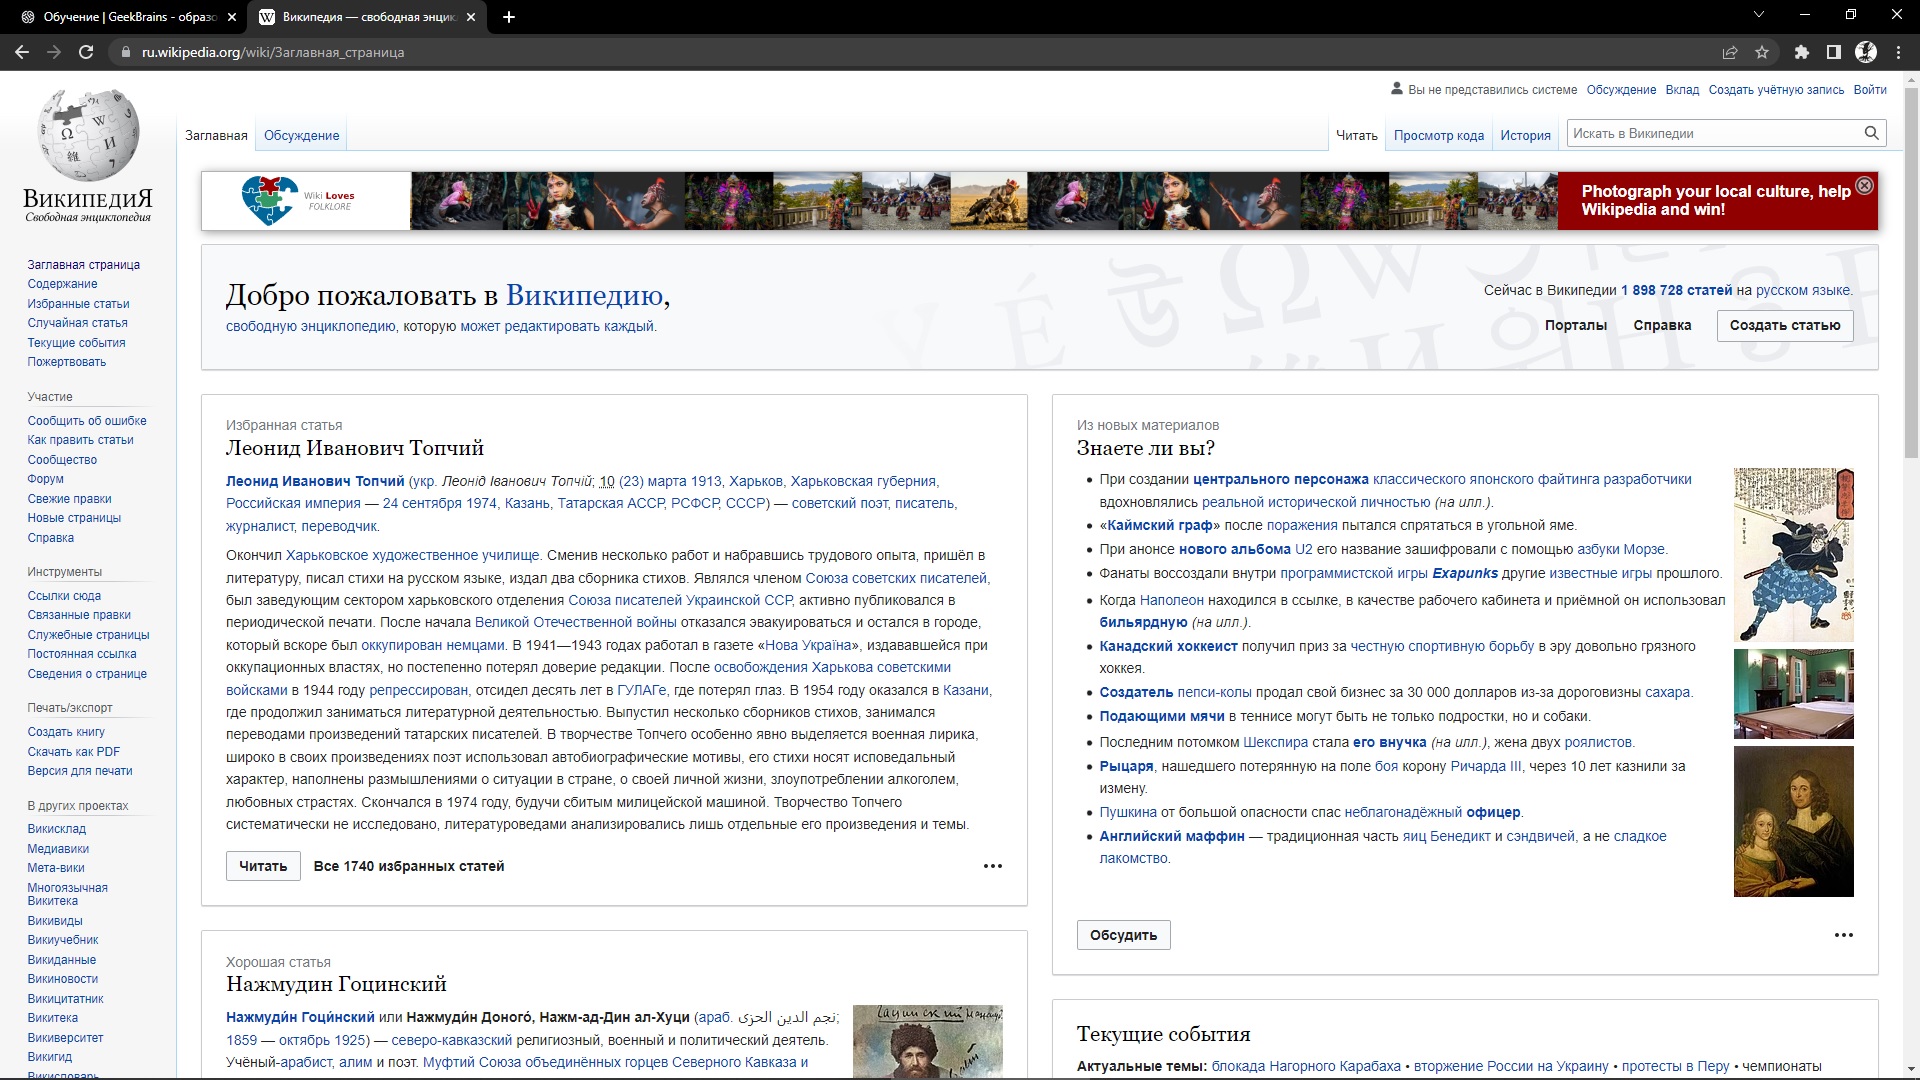 Обучение | GeekBrains - образо
Википедия — свободная энцик
ru.wikipedia.org/wiki/Заглавная_страница
Вы не представились системе Обсуждение Вклад Создать учётную запись Войти
Заглавная Обсуждение Читать Просмотр кода История Искать в Википедии
ВикипедиЯ
Свободная энциклопедия
Wiki Loves
FOLKLORE
Photograph your local culture, help
Wikipedia and win!
Заглавная страница
Содержание
Избранные статьи
Случайная статья
Текущие события
Пожертвовать
Участие
Сообщить об ошибке
Как править статьи
Сообщество
Форум
Свежие правки
Новые страницы
Справка
Инструменты
Ссылки сюда
Связанные правки
Служебные страницы
Постоянная ссылка
Сведения о странице
Печать/экспорт
Создать книгу
Скачать как PDF
Версия для печати
В других проектах
Викисклад
Медиавики
Мета-вики
Многоязычная
Викитека
Викивиды
Викиучебник
Викиданные
Викиновости
Викицитатник
Викитека
Викиверситет
Викигид
Викисловарь
Добро пожаловать в Википедию,
свободную энциклопедию, которую может редактировать каждый.
Сейчас в Википедии 1 898 728 статей на русском языке.
Порталы Справка Создать статью
Избранная статья
Леонид Иванович Топчий
Леонид Иванович Топчий (укр. Леонід Іванович Топчій; 10 (23) марта 1913, Харьков, Харьковская губерния,
Российская империя — 24 сентября 1974, Казань, Татарская АССР, РСФСР, СССР) — советский поэт, писатель,
журналист, переводчик.
Окончил Харьковское художественное училище. Сменив несколько работ и набравшись трудового опыта, пришёл в
литературу, писал стихи на русском языке, издал два сборника стихов. Являлся членом Союза советских писателей,
был заведующим сектором харьковского отделения Союза писателей Украинской ССР, активно публиковался в
периодической печати. После начала Великой Отечественной войны отказался эвакуироваться и остался в городе,
который вскоре был оккупирован немцами. В 1941—1943 годах работал в газете «Нова Україна», издававшейся при
оккупационных властях, но постепенно потерял доверие редакции. После освобождения Харькова советскими
войсками в 1944 году репрессирован, отсидел десять лет в ГУЛАГе, где потерял глаз. В 1954 году оказался в Казани,
где продолжил заниматься литературной деятельностью. Выпустил несколько сборников стихов, занимался
переводами произведений татарских писателей. В творчестве Топчего особенно явно выделяется военная лирика,
широко в своих произведениях поэт использовал автобиографические мотивы, его стихи носят исповедальный
характер, наполнены размышлениями о ситуации в стране, о своей личной жизни, злоупотреблении алкоголем,
любовных страстях. Скончался в 1974 году, будучи сбитым милицейской машиной. Творчество Топчего
систематически не исследовано, литературоведами анализировались лишь отдельные его произведения и темы.
Читать Все 1740 избранных статей
Хорошая статья
Нажмудин Гоцинский
Нажмуди́н Гоци́нский или Нажмуди́н Доного́, Нажм-ад-Дин ал-Хуци (араб. نجم الدين الحزى;
1859 — октябрь 1925) — северо-кавказский религиозный, военный и политический деятель.
Учёный-арабист, алим и поэт. Муфтий Союза объединённых горцев Северного Кавказа и
Из новых материалов
Знаете ли вы?
При создании центрального персонажа классического японского файтинга разработчики
вдохновлялись реальной исторической личностью (на илл.).
«Каймский граф» после поражения пытался спрятаться в угольной яме.
При анонсе нового альбома U2 его название зашифровали с помощью азбуки Морзе.
Фанаты воссоздали внутри программистской игры Exapunks другие известные игры прошлого.
Когда Наполеон находился в ссылке, в качестве рабочего кабинета и приёмной он использовал
бильярдную (на илл.).
Канадский хоккеист получил приз за честную спортивную борьбу в эру довольно грязного
хоккея.
Создатель пепси-колы продал свой бизнес за 30 000 долларов из-за дороговизны сахара.
Подающими мячи в теннисе могут быть не только подростки, но и собаки.
Последним потомком Шекспира стала его внучка (на илл.), жена двух роялистов.
Рыцаря, нашедшего потерянную на поле боя корону Ричарда III, через 10 лет казнили за
измену.
Пушкина от большой опасности спас неблагонадёжный офицер.
Английский маффин — традиционная часть яиц Бенедикт и сэндвичей, а не сладкое
лакомство.
Обсудить
Текущие события
Актуальные темы: блокада Нагорного Карабаха • вторжение России на Украину • протесты в Перу • чемпионаты